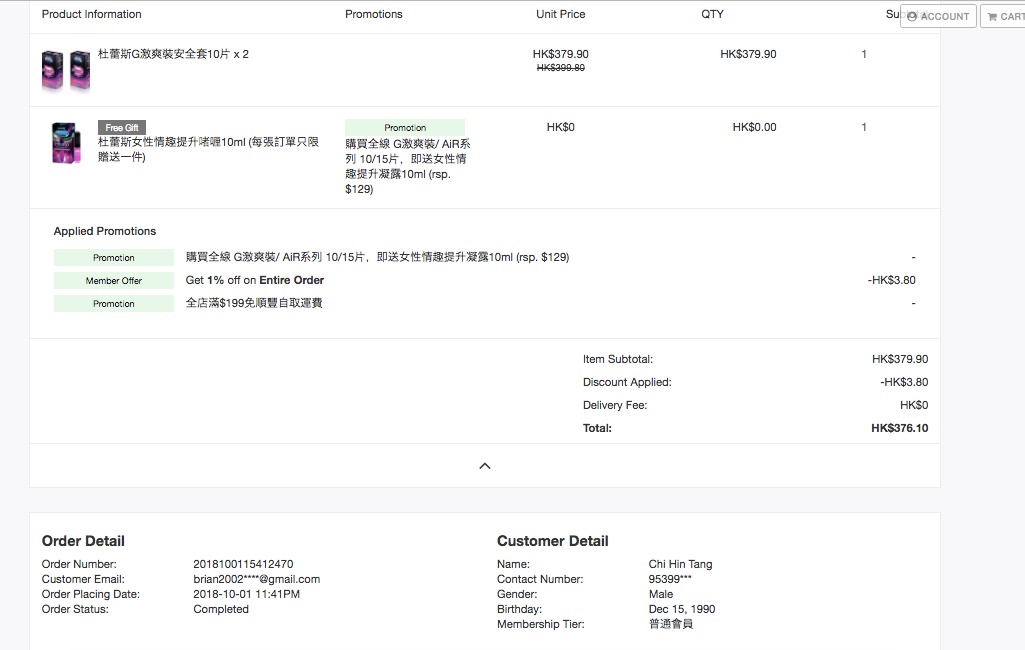 Product Information Promotions Unit Price QTY Su
ACCOUNT CART
杜蕾斯G激爽裝安全套10片 x 2 HK$379.90 HK$379.90 1
HK$399.80
Free Gift
杜蕾斯女性情趣提升啫喱10ml (每張訂單只限
贈送一件)
Promotion
購買全線 G激爽裝/ AiR系
列 10/15片，即送女性情
趣提升凝露10ml (rsp.
$129)
HK$0 HK$0.00 1
Applied Promotions
Promotion 購買全線 G激爽裝/ AiR系列 10/15片，即送女性情趣提升凝露10ml (rsp. $129) -
Member Offer Get 1% off on Entire Order -HK$3.80
Promotion 全店滿$199免順豐自取運費 -
Item Subtotal: HK$379.90
Discount Applied: -HK$3.80
Delivery Fee: HK$0
Total: HK$376.10
Order Detail
Order Number: 2018100115412470
Customer Email: brian2002****@gmail.com
Order Placing Date: 2018-10-01 11:41PM
Order Status: Completed
Customer Detail
Name: Chi Hin Tang
Contact Number: 95399***
Gender: Male
Birthday: Dec 15, 1990
Membership Tier: 普通會員